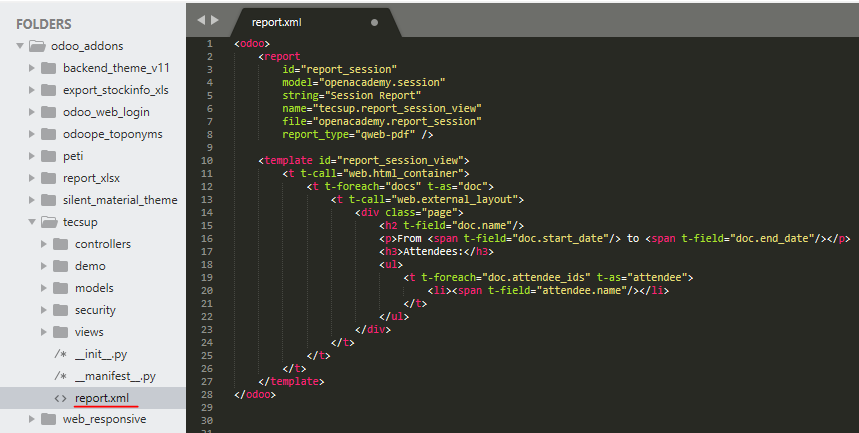 FOLDERS
odoo_addons
backend_theme_v11
export_stockinfo_xls
odoo_web_login
odoope_toponyms
peti
report_xlsx
silent_material_theme
tecsup
controllers
demo
models
security
views
/* __init__.py
/* __manifest__.py
<> report.xml
web_responsive
report.xml
1 <odoo>
2     <report
3         id="report_session"
4         model="openacademy.session"
5         string="Session Report"
6         name="tecsup.report_session_view"
7         file="openacademy.report_session"
8         report_type="qweb-pdf" />
9
10     <template id="report_session_view">
11         <t t-call="web.html_container">
12             <t t-foreach="docs" t-as="doc">
13                 <t t-call="web.external_layout">
14                     <div class="page">
15                         <h2 t-field="doc.name"/>
16                         <p>From <span t-field="doc.start_date"/> to <span t-field="doc.end_date"/></p>
17                         <h3>Attendees:</h3>
18                         <ul>
19                             <t t-foreach="doc.attendee_ids" t-as="attendee">
20                                 <li><span t-field="attendee.name"/></li>
21                             </t>
22                         </ul>
23                     </div>
24                 </t>
25             </t>
26         </t>
27     </template>
28 </odoo>
29
30
31